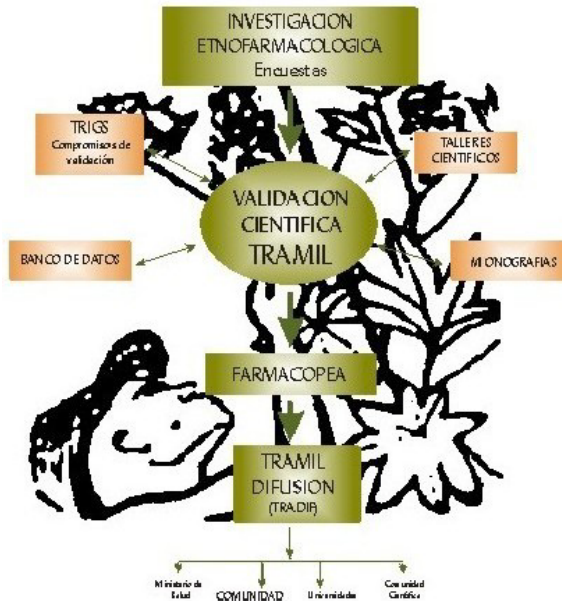 INVESTIGACION
ETNOFARMACOLOGICA
Encuestas
TRIGS
Compromisos de
validación
TALLERES
CIENTIFICOS
VALIDACION
CIENTIFICA
TRAMIL
BANCO DE DATOS
MONOGRAFIAS
FARMACOPEA
TRAMIL
DIFUSION
(TRADIF)
Ministerio de
Salud
COMUNIDAD
Universidades
Comunidad
Científica